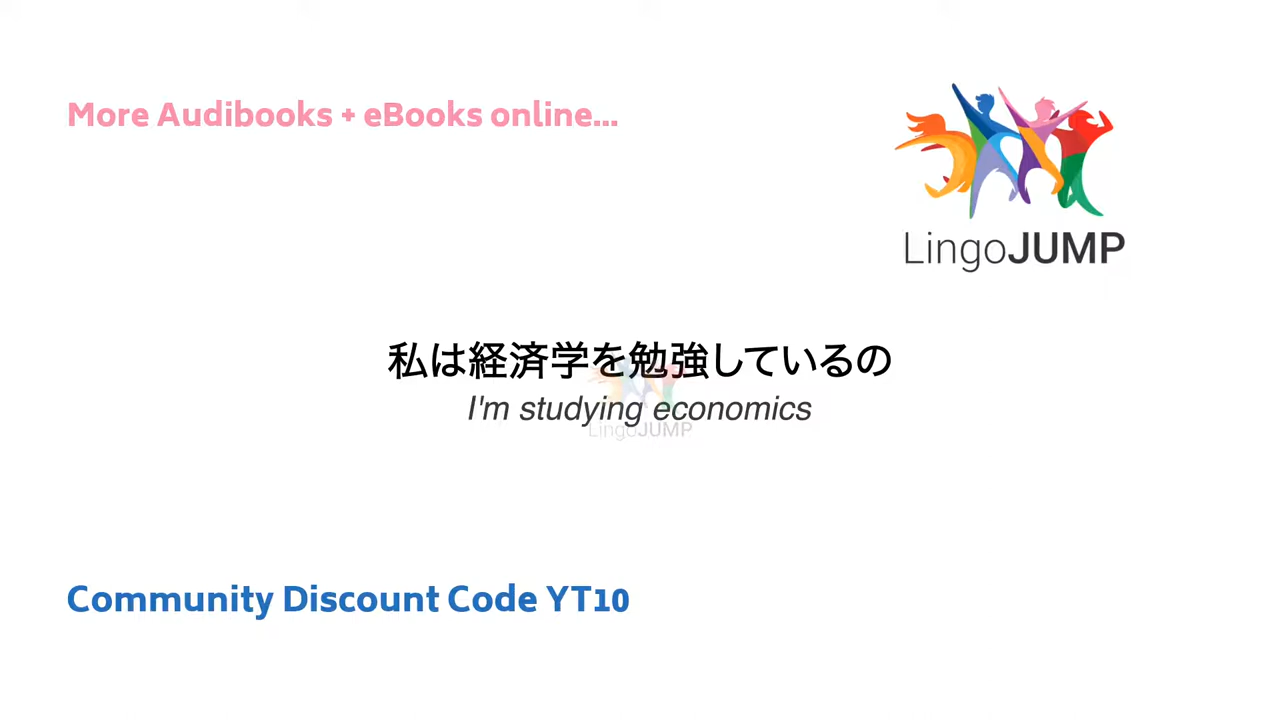 More Audibooks + eBooks online...
LingoJUMP
私は経済学を勉強しているの
I'm studying economics
LingoJUMP
Community Discount Code YT10